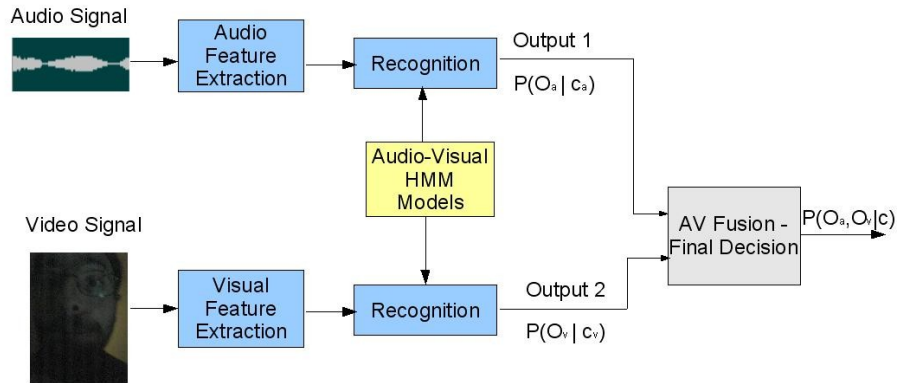 Audio Signal
Audio
Feature
Extraction
Recognition
Output 1
P(Oₐ | cₐ)
Audio-Visual
HMM
Models
Video Signal
Visual
Feature
Extraction
Recognition
Output 2
P(Oᵥ | cᵥ)
AV Fusion -
Final Decision
P(Oₐ,Oᵥ|c)